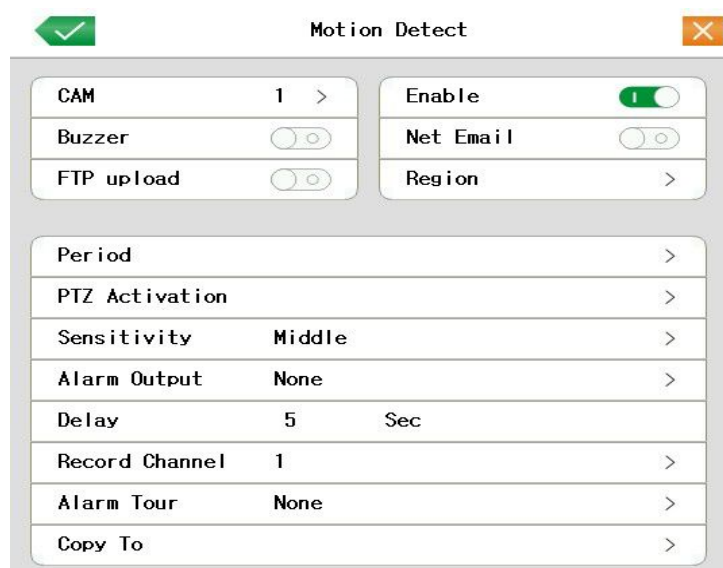 Motion Detect
CAM 1 >
Enable
Buzzer
Net Email
FTP upload
Region >
Period >
PTZ Activation >
Sensitivity Middle >
Alarm Output None >
Delay 5 Sec
Record Channel 1 >
Alarm Tour None >
Copy To >